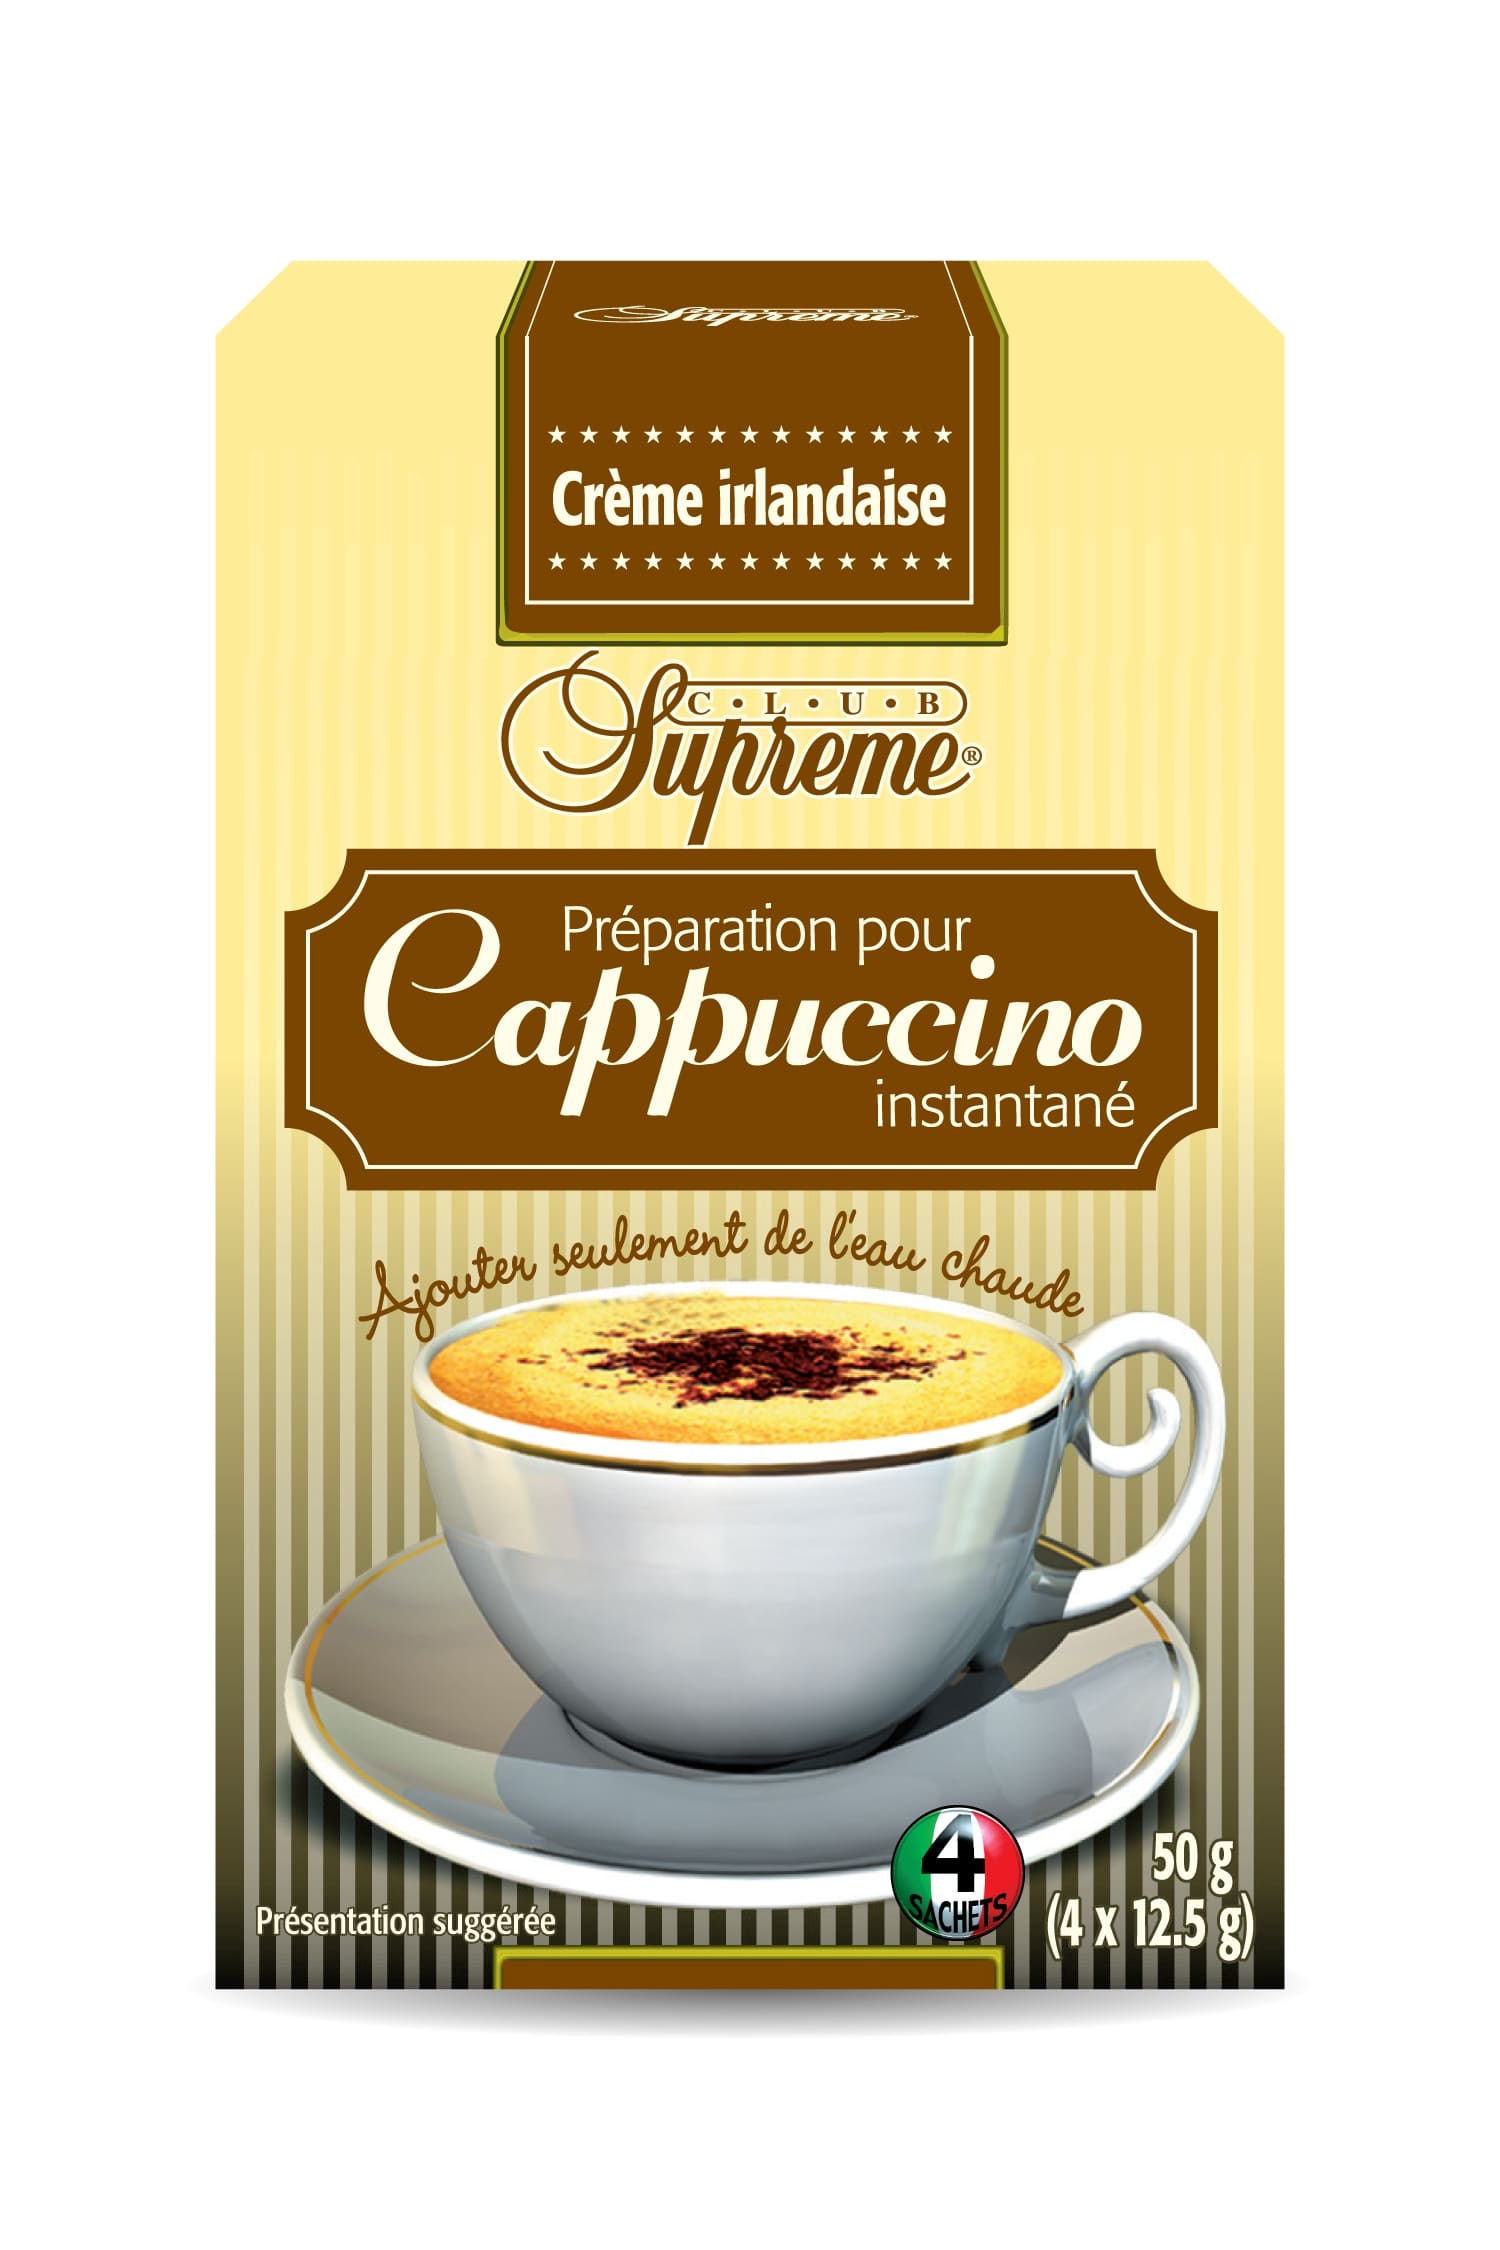 CLUB
Supreme
Crème irlandaise
C·L·U·B
Supreme®
Préparation pour
Cappuccino
instantané
Ajouter seulement de l'eau chaude
4
SACHETS
50 g
(4 x 12.5 g)
Présentation suggérée